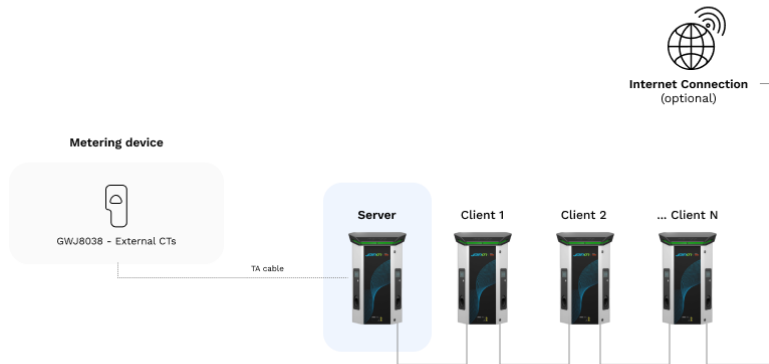 Internet Connection
(optional)
Metering device
GWJ8038 - External CTs
TA cable
Server
Client 1
Client 2
... Client N